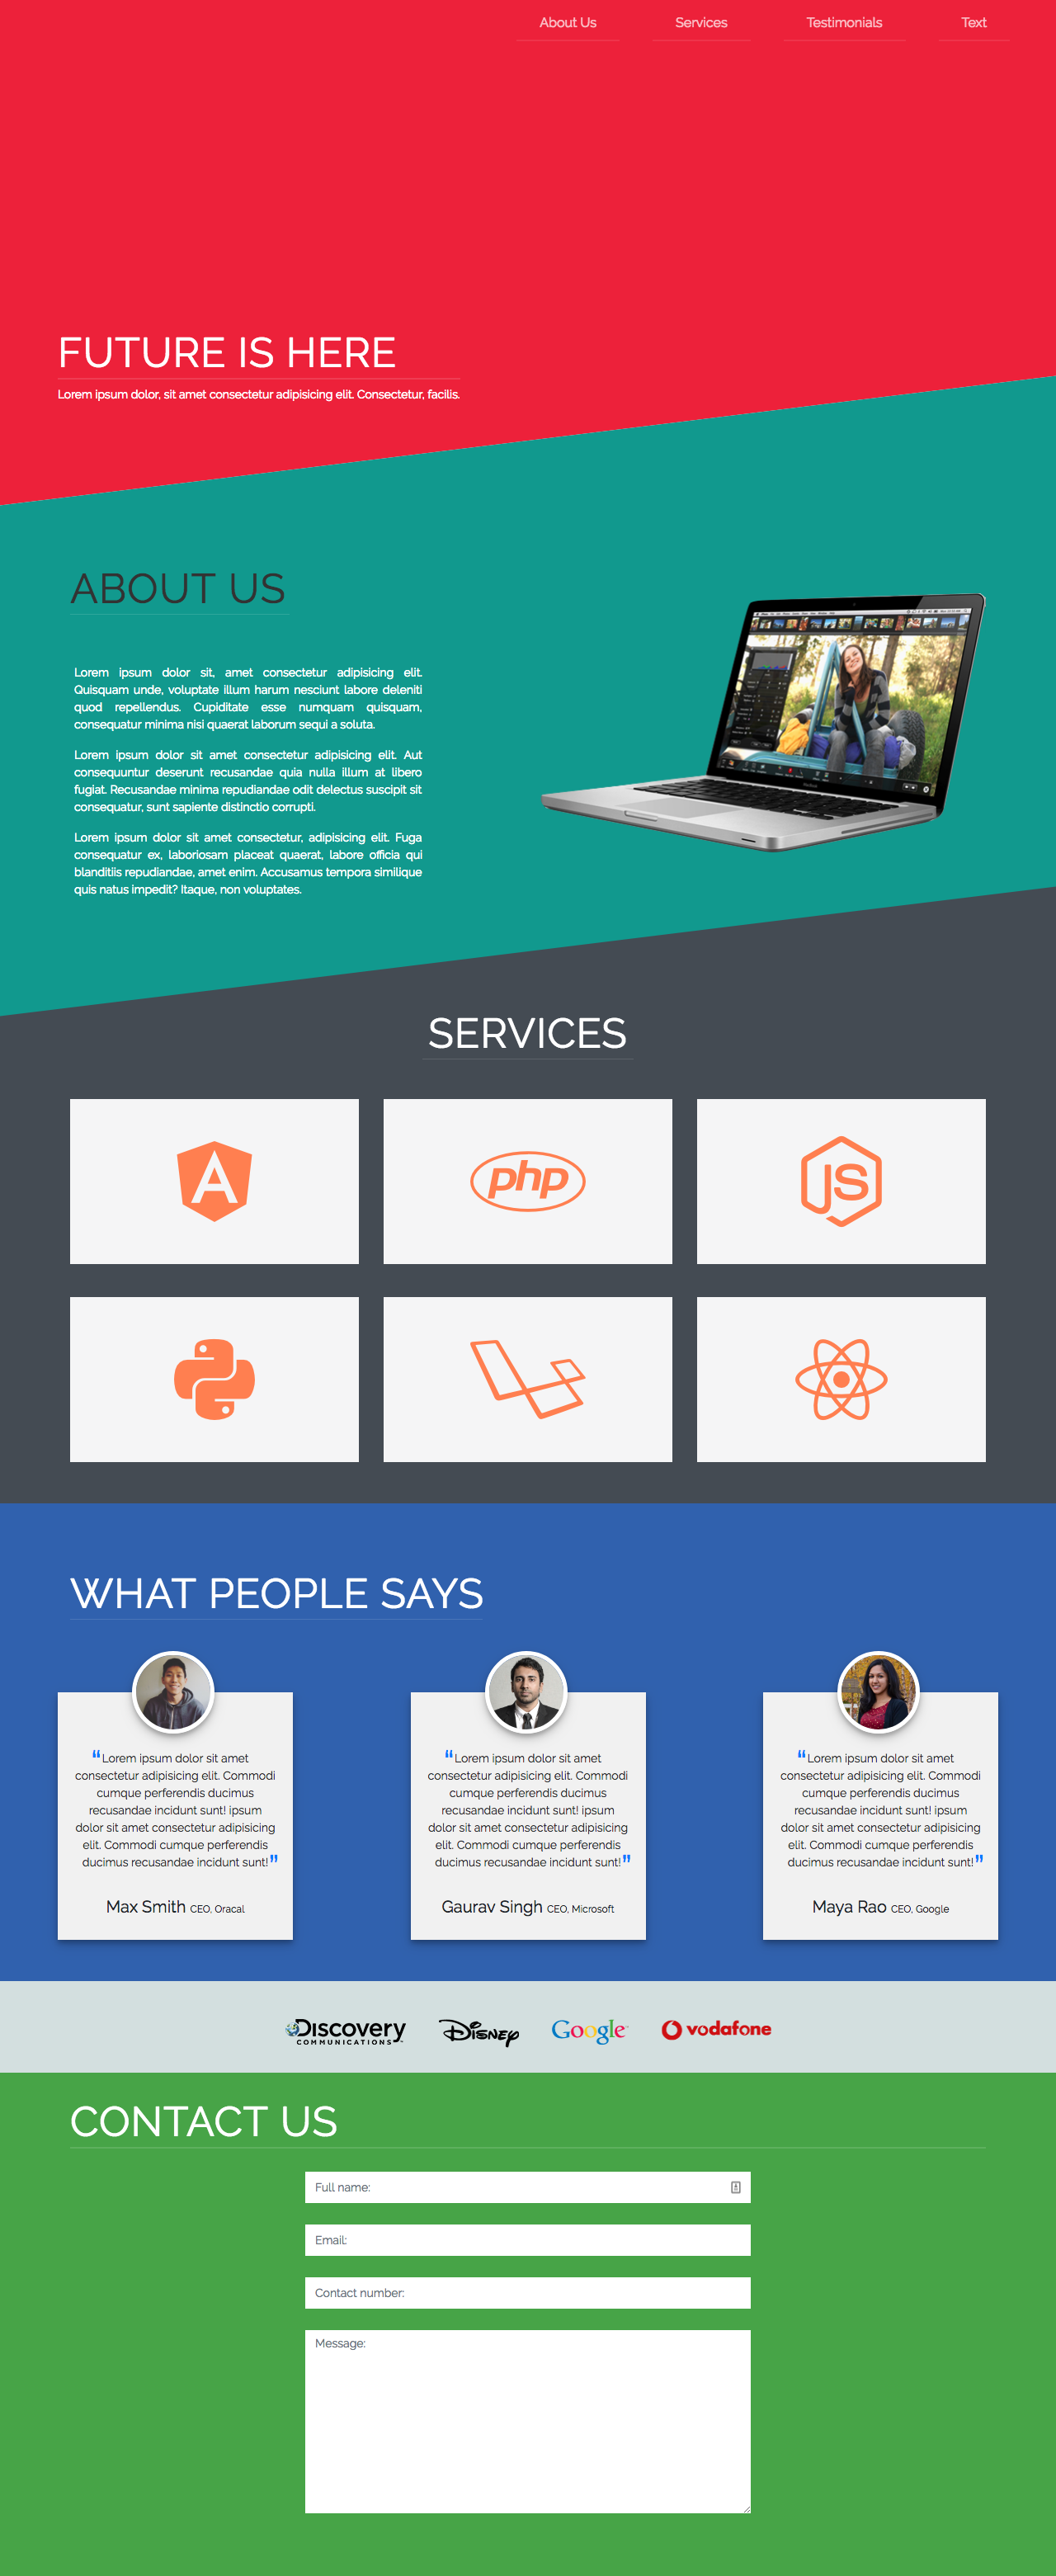 About Us Services Testimonials Text
FUTURE IS HERE
Lorem ipsum dolor, sit amet consectetur adipisicing elit. Consectetur, facilis.
ABOUT US
Lorem ipsum dolor sit, amet consectetur adipisicing elit.
Quisquam unde, voluptate illum harum nesciunt labore deleniti
quod repellendus. Cupiditate esse numquam quisquam,
consequatur minima nisi quaerat laborum sequi a soluta.
Lorem ipsum dolor sit amet consectetur adipisicing elit. Aut
consequuntur deserunt recusandae quia nulla illum at libero
fugiat. Recusandae minima repudiandae odit delectus suscipit sit
consequatur, sunt sapiente distinctio corrupti.
Lorem ipsum dolor sit amet consectetur, adipisicing elit. Fuga
consequatur ex, laboriosam placeat quaerat, labore officia qui
blanditiis repudiandae, amet enim. Accusamus tempora similique
quis natus impedit? Itaque, non voluptates.
SERVICES
A
php
JS
WHAT PEOPLE SAYS
“Lorem ipsum dolor sit amet
consectetur adipisicing elit. Commodi
cumque perferendis ducimus
recusandae incidunt sunt! ipsum
dolor sit amet consectetur adipisicing
elit. Commodi cumque perferendis
ducimus recusandae incidunt sunt!”
Max Smith CEO, Oracal
“Lorem ipsum dolor sit amet
consectetur adipisicing elit. Commodi
cumque perferendis ducimus
recusandae incidunt sunt! ipsum
dolor sit amet consectetur adipisicing
elit. Commodi cumque perferendis
ducimus recusandae incidunt sunt!”
Gaurav Singh CEO, Microsoft
“Lorem ipsum dolor sit amet
consectetur adipisicing elit. Commodi
cumque perferendis ducimus
recusandae incidunt sunt! ipsum
dolor sit amet consectetur adipisicing
elit. Commodi cumque perferendis
ducimus recusandae incidunt sunt!”
Maya Rao CEO, Google
Discovery
COMMUNICATIONS
Disney
Google
vodafone
CONTACT US
Full name:
Email:
Contact number:
Message: